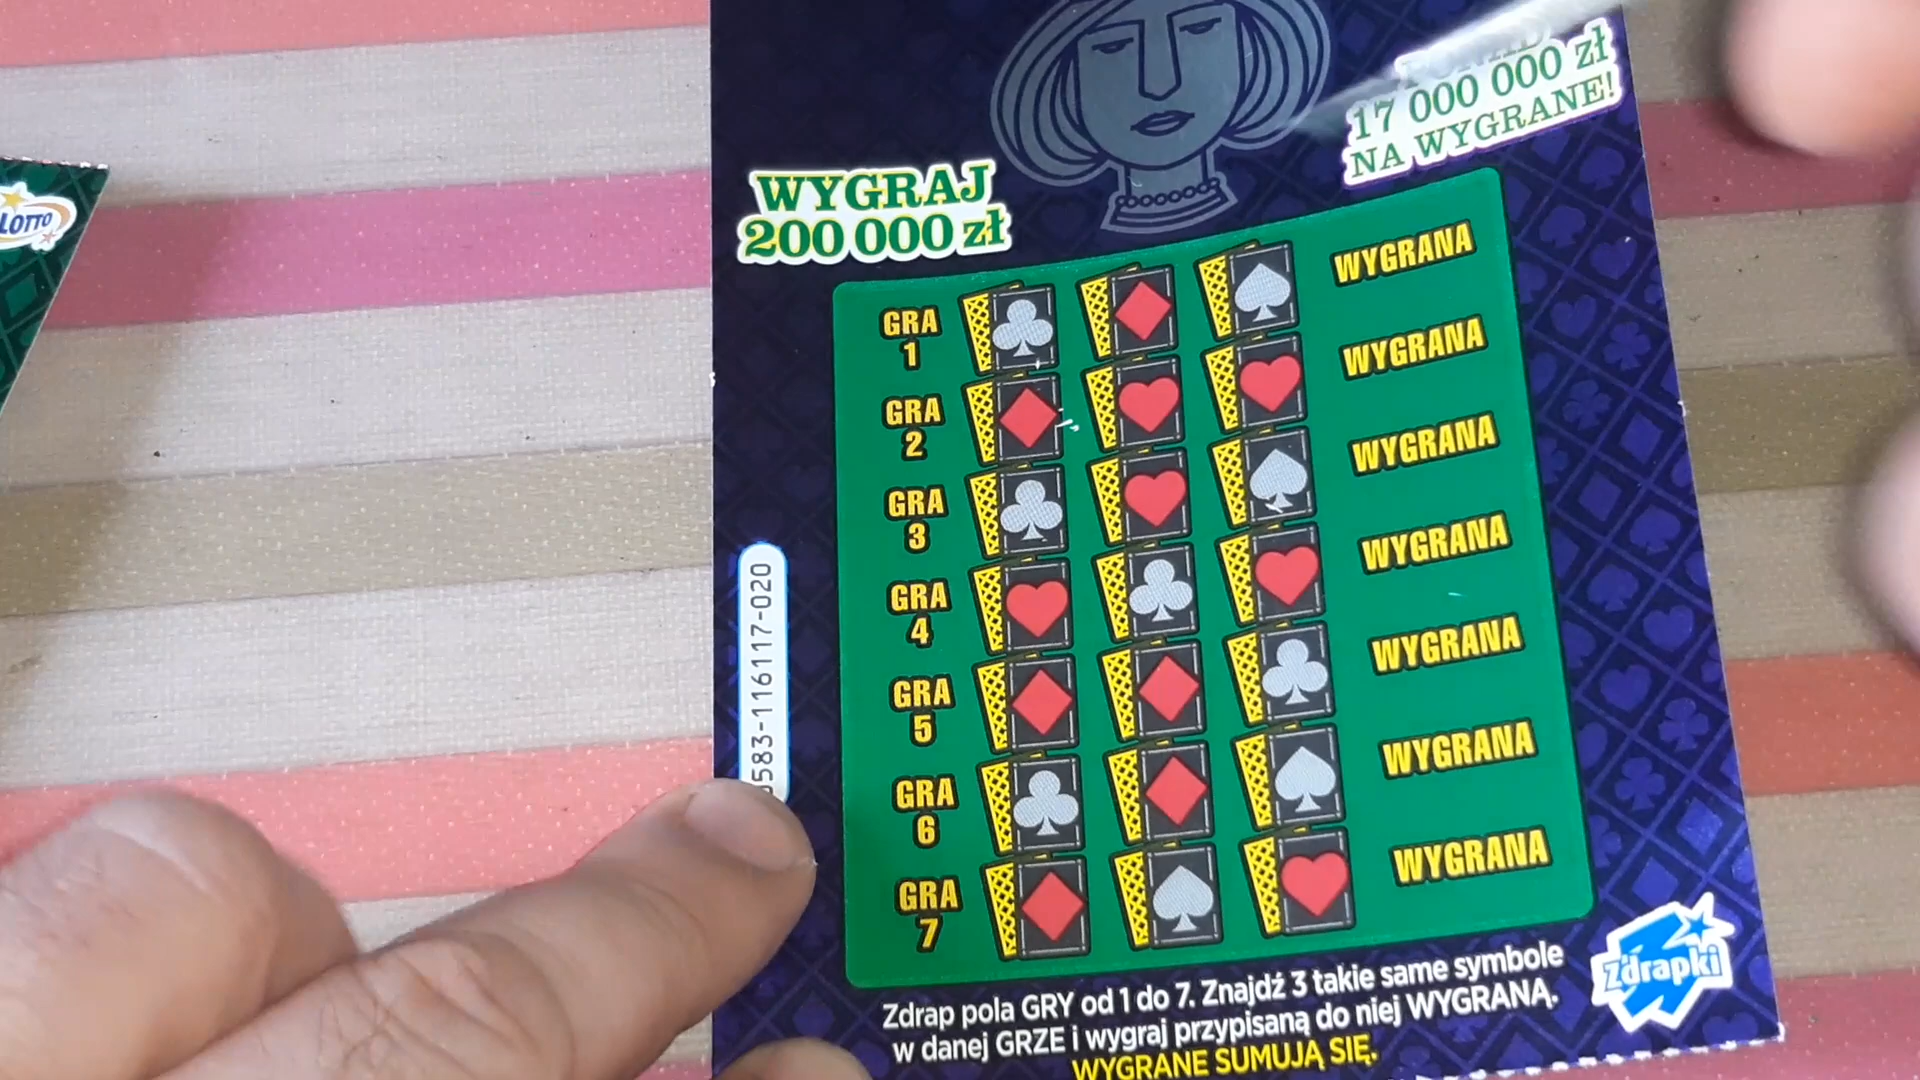 LOTTO
17 000 000 zł
NA WYGRANE!
WYGRAJ
200 000 zł
GRA
1
WYGRANA
GRA
2
WYGRANA
GRA
3
WYGRANA
GRA
4
WYGRANA
GRA
5
WYGRANA
GRA
6
WYGRANA
GRA
7
WYGRANA
583-116117-020
Zdrapki
Zdrap pola GRY od 1 do 7. Znajdź 3 takie same symbole
w danej GRZE i wygraj przypisaną do niej WYGRANĄ.
WYGRANE SUMUJĄ SIĘ.